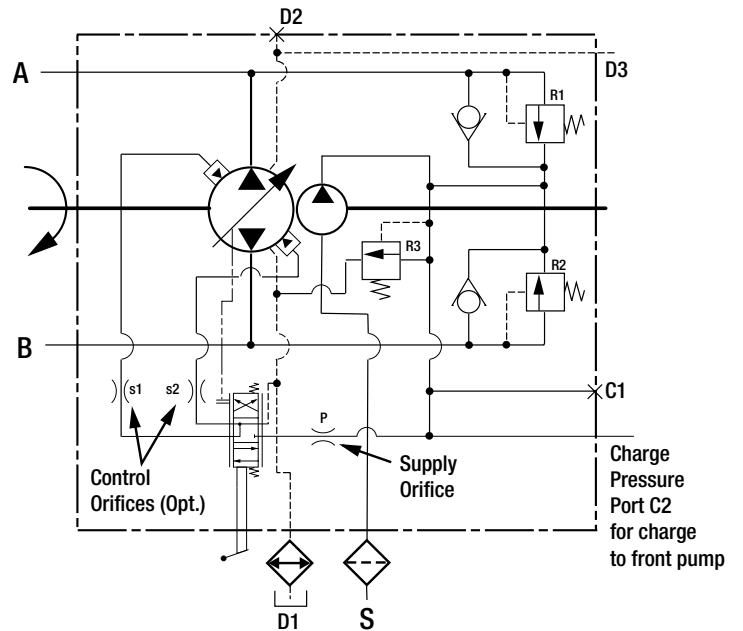 D2
A
D3
R1
R3
R2
B
s1
s2
C1
P
Control
Orifices (Opt.)
Supply
Orifice
Charge
Pressure
Port C2
for charge
to front pump
D1
S